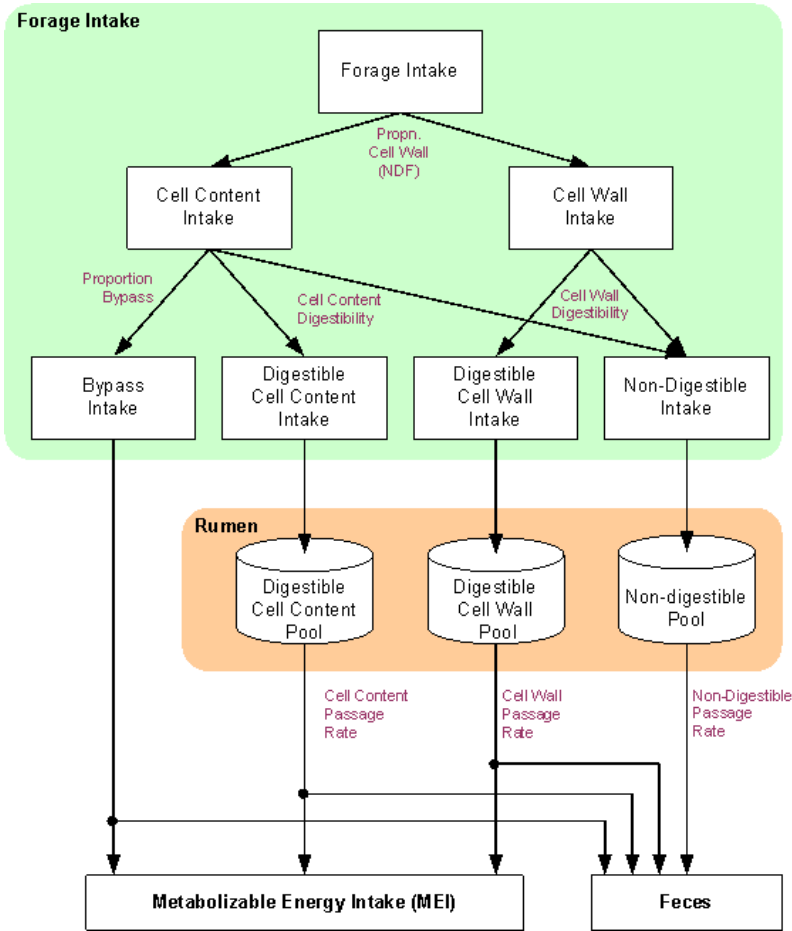 Forage Intake
Forage Intake
Propn.
Cell Wall
(NDF)
Cell Content
Intake
Cell Wall
Intake
Proportion
Bypass
Cell Content
Digestibility
Cell Wall
Digestibility
Bypass
Intake
Digestible
Cell Content
Intake
Digestible
Cell Wall
Intake
Non-Digestible
Intake
Rumen
Digestible
Cell Content
Pool
Digestible
Cell Wall
Pool
Non-digestible
Pool
Cell Content
Passage
Rate
Cell Wall
Passage
Rate
Non-Digestible
Passage
Rate
Metabolizable Energy Intake (MEI)
Feces